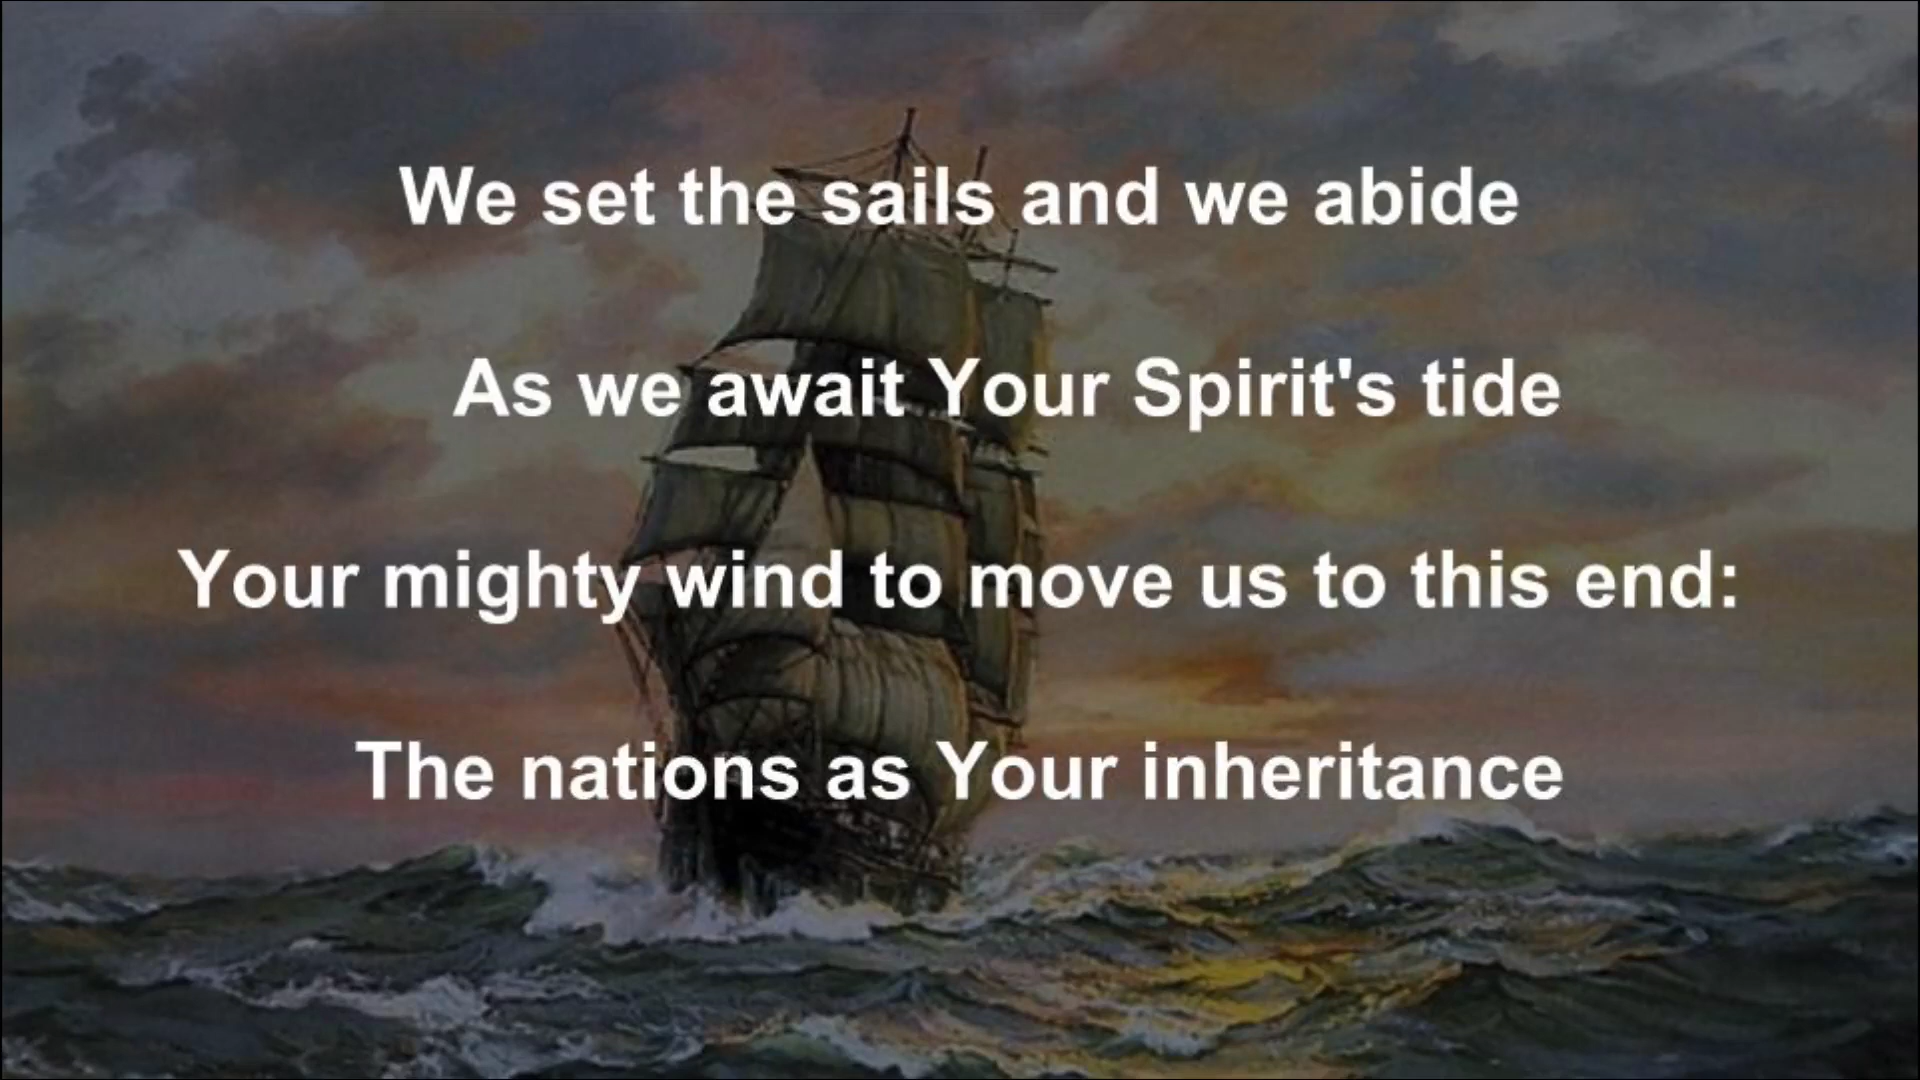 We set the sails and we abide
As we await Your Spirit's tide
Your mighty wind to move us to this end:
The nations as Your inheritance